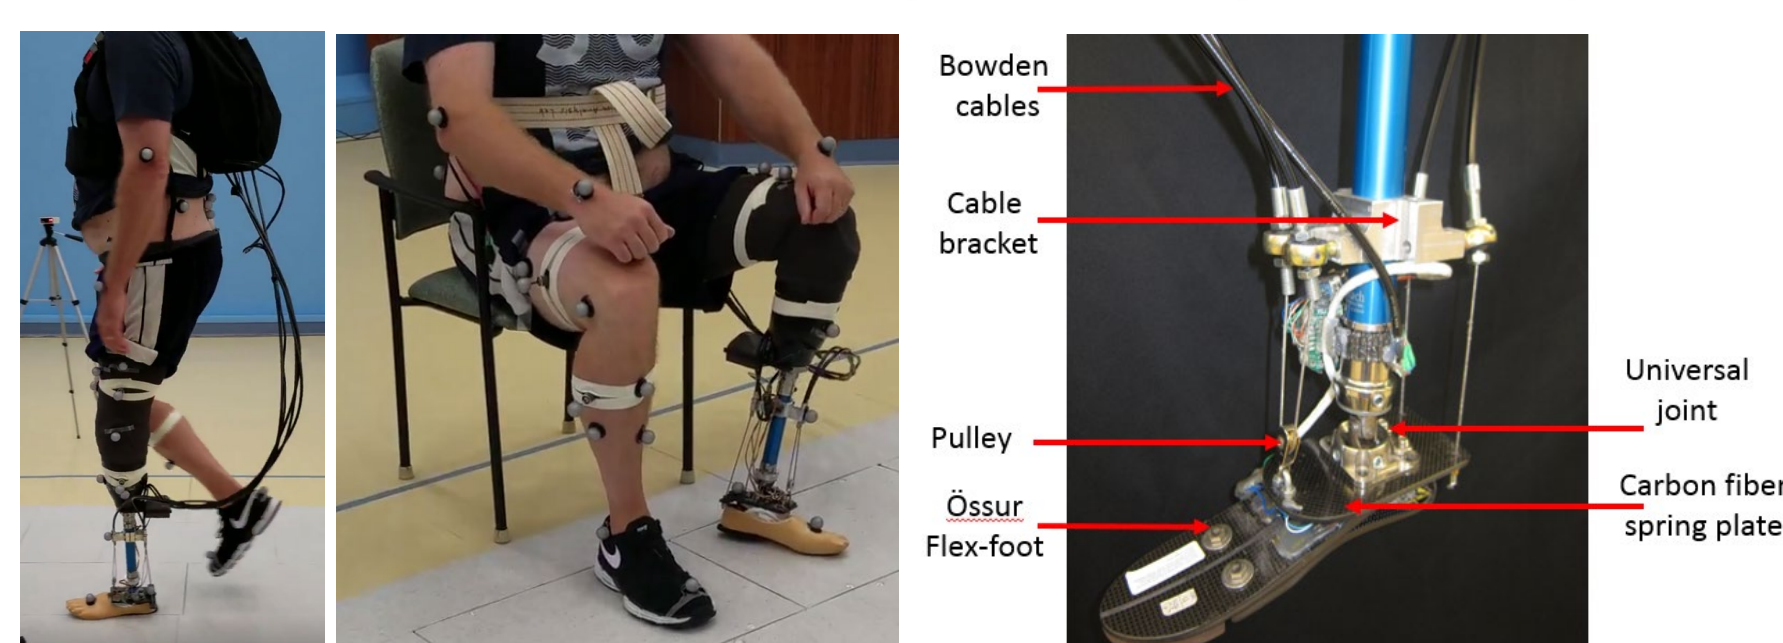 Bowden
cables
Cable
bracket
Pulley
Össur
Flex-foot
Universal
joint
Carbon fiber
spring plate